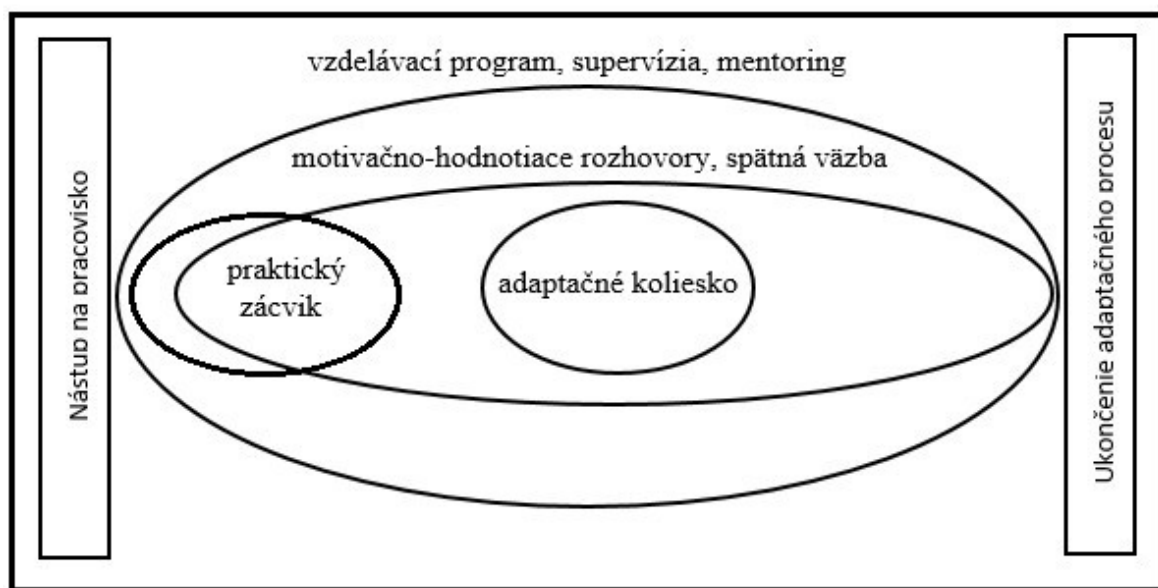 Nástup na pracovisko
vzdelávací program, supervízia, mentoring
motivačno-hodnotiace rozhovory, spätná väzba
praktický
zácvik
adaptačné koliesko
Ukončenie adaptačného procesu